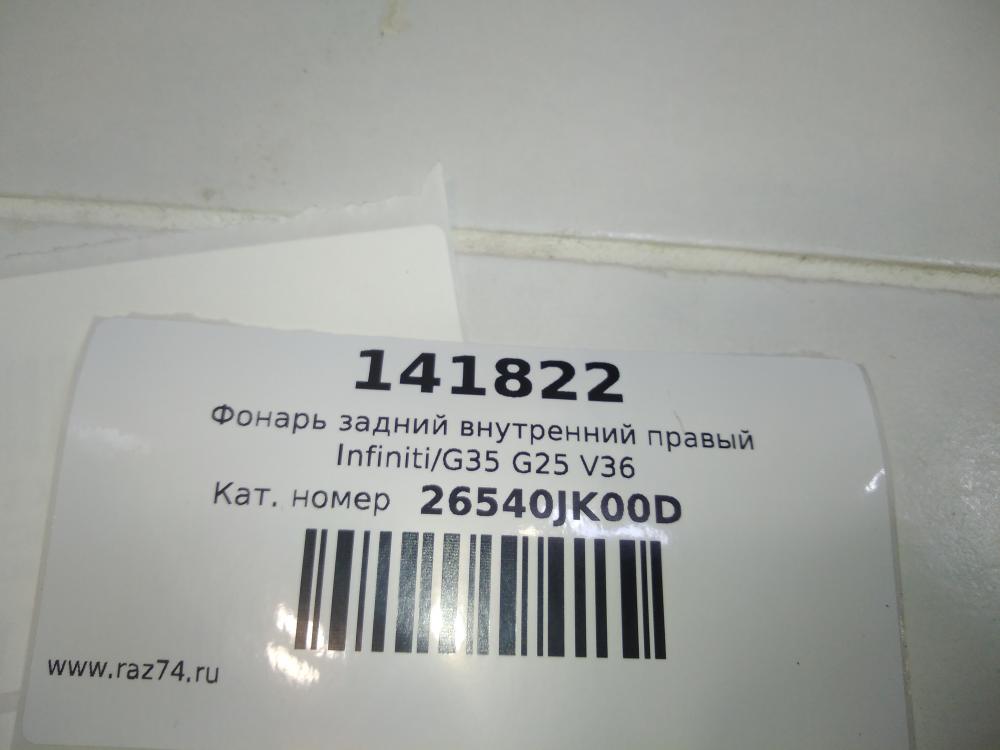 141822
Фонарь задний внутренний правый
Infiniti/G35 G25 V36
Кат. номер 26540JK00D
www.raz74.ru